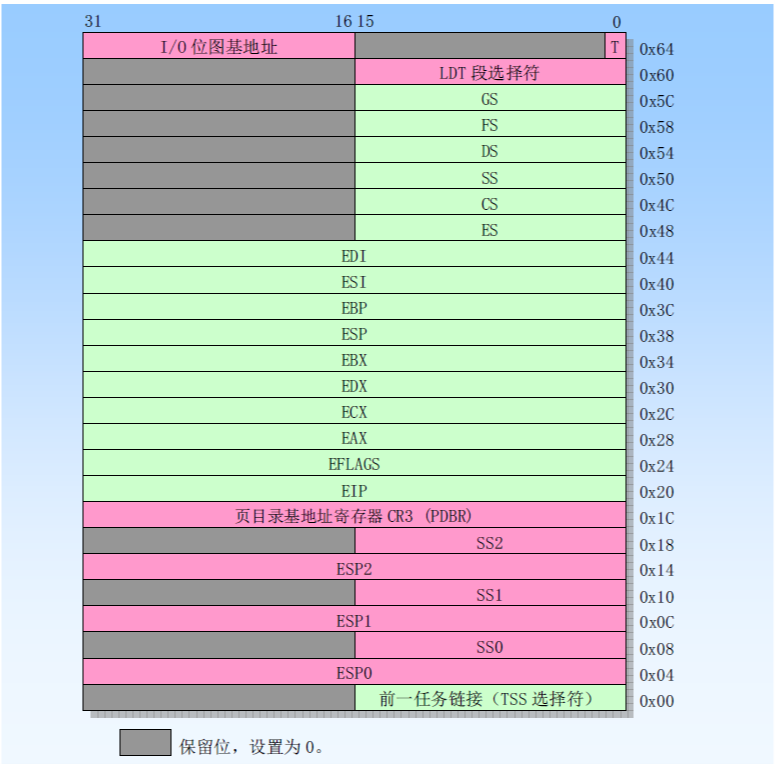 31 16 15 0
I/O 位图基地址 T 0x64
LDT 段选择符 0x60
GS 0x5C
FS 0x58
DS 0x54
SS 0x50
CS 0x4C
ES 0x48
EDI 0x44
ESI 0x40
EBP 0x3C
ESP 0x38
EBX 0x34
EDX 0x30
ECX 0x2C
EAX 0x28
EFLAGS 0x24
EIP 0x20
页目录基地址寄存器 CR3 (PDBR) 0x1C
SS2 0x18
ESP2 0x14
SS1 0x10
ESP1 0x0C
SS0 0x08
ESP0 0x04
前一任务链接（TSS 选择符） 0x00
保留位，设置为 0。